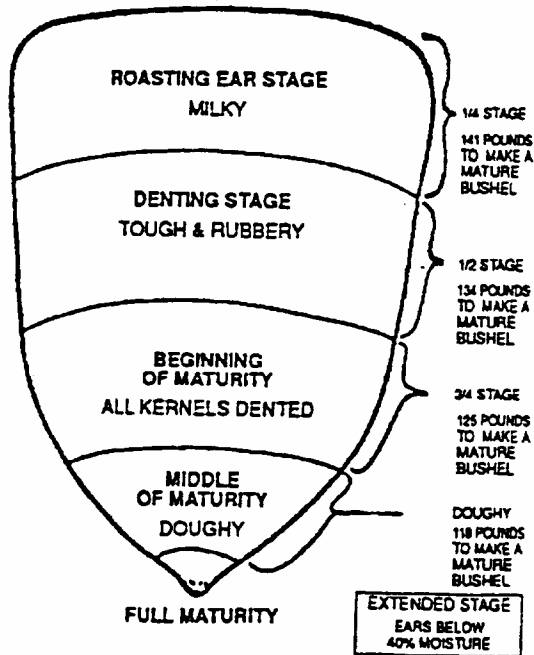 ROASTING EAR STAGE
MILKY
1/4 STAGE
141 POUNDS
TO MAKE A
MATURE
BUSHEL
DENTING STAGE
TOUGH & RUBBERY
1/2 STAGE
134 POUNDS
TO MAKE A
MATURE
BUSHEL
BEGINNING
OF MATURITY
ALL KERNELS DENTED
3/4 STAGE
125 POUNDS
TO MAKE A
MATURE
BUSHEL
MIDDLE
OF MATURITY
DOUGHY
DOUGHY
118 POUNDS
TO MAKE A
MATURE
BUSHEL
FULL MATURITY
EXTENDED STAGE
EARS BELOW
40% MOISTURE